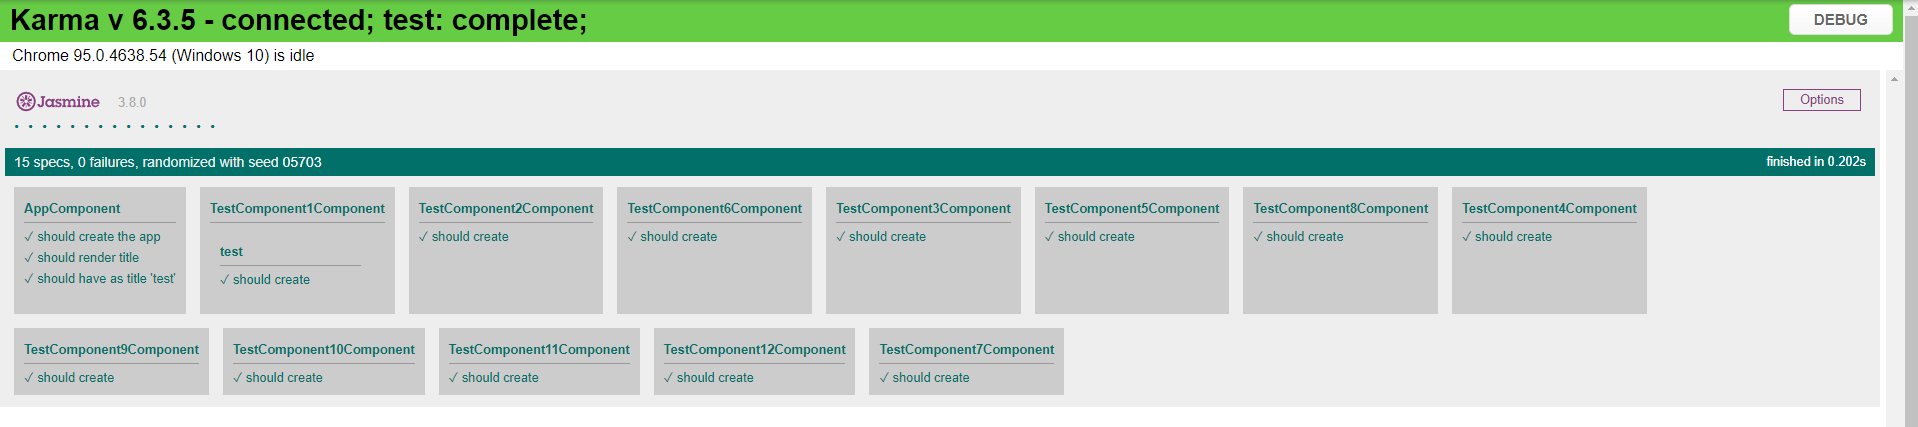 Karma v 6.3.5 - connected; test: complete;
DEBUG
Chrome 95.0.4638.54 (Windows 10) is idle
Jasmine 3.8.0
Options
• • • • • • • • • • • • • • •
15 specs, 0 failures, randomized with seed 05703
finished in 0.202s
AppComponent
✓ should create the app
✓ should render title
✓ should have as title 'test'
TestComponent1Component
test
✓ should create
TestComponent2Component
✓ should create
TestComponent6Component
✓ should create
TestComponent3Component
✓ should create
TestComponent5Component
✓ should create
TestComponent8Component
✓ should create
TestComponent4Component
✓ should create
TestComponent9Component
✓ should create
TestComponent10Component
✓ should create
TestComponent11Component
✓ should create
TestComponent12Component
✓ should create
TestComponent7Component
✓ should create